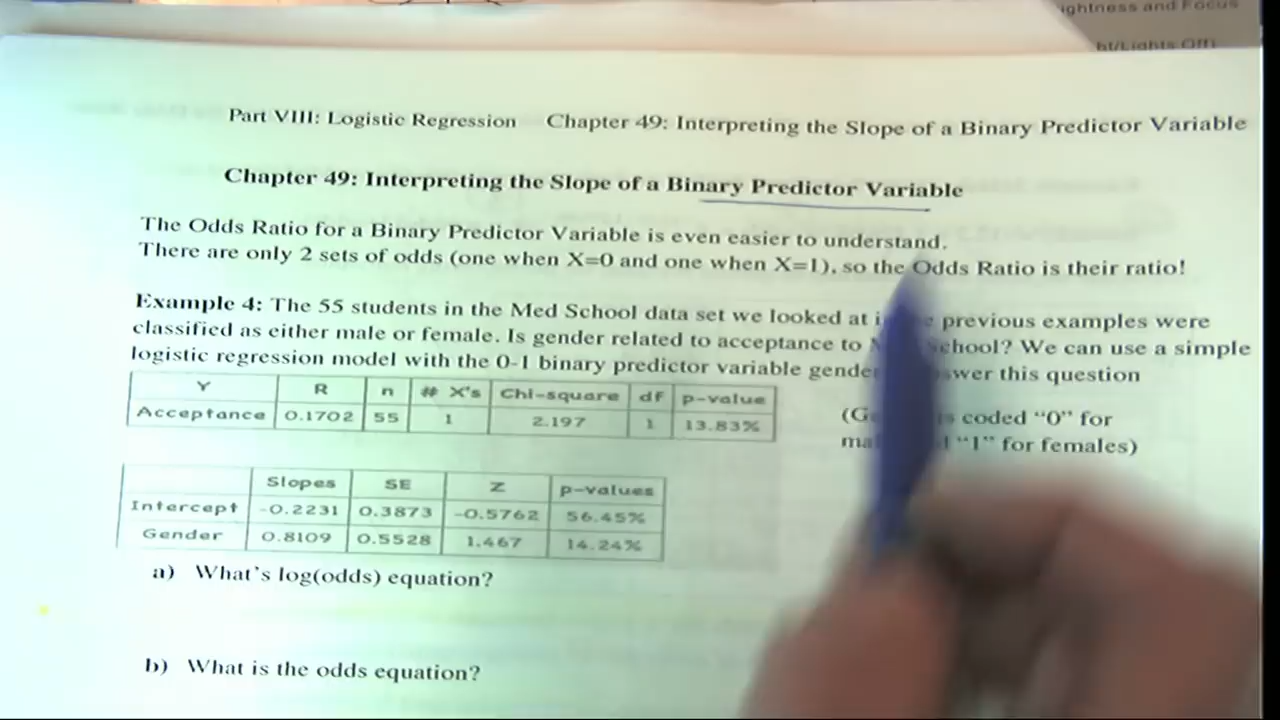 ightness and Focus
ht/Lights Off)
Part VIII: Logistic Regression Chapter 49: Interpreting the Slope of a Binary Predictor Variable
Chapter 49: Interpreting the Slope of a Binary Predictor Variable
The Odds Ratio for a Binary Predictor Variable is even easier to understand.
There are only 2 sets of odds (one when X=0 and one when X=1), so the Odds Ratio is their ratio!
Example 4: The 55 students in the Med School data set we looked at previous examples were
classified as either male or female. Is gender related to acceptance to chool? We can use a simple
logistic regression model with the 0-1 binary predictor variable gende swer this question
Y R n # X's Chi-square df p-value
Acceptance 0.1702 55 1 2.197 1 13.83%
(G s coded "0" for
ma "1" for females)
Slopes SE Z p-values
Intercept -0.2231 0.3873 -0.5762 56.45%
Gender 0.8109 0.5528 1.467 14.24%
a) What's log(odds) equation?
b) What is the odds equation?